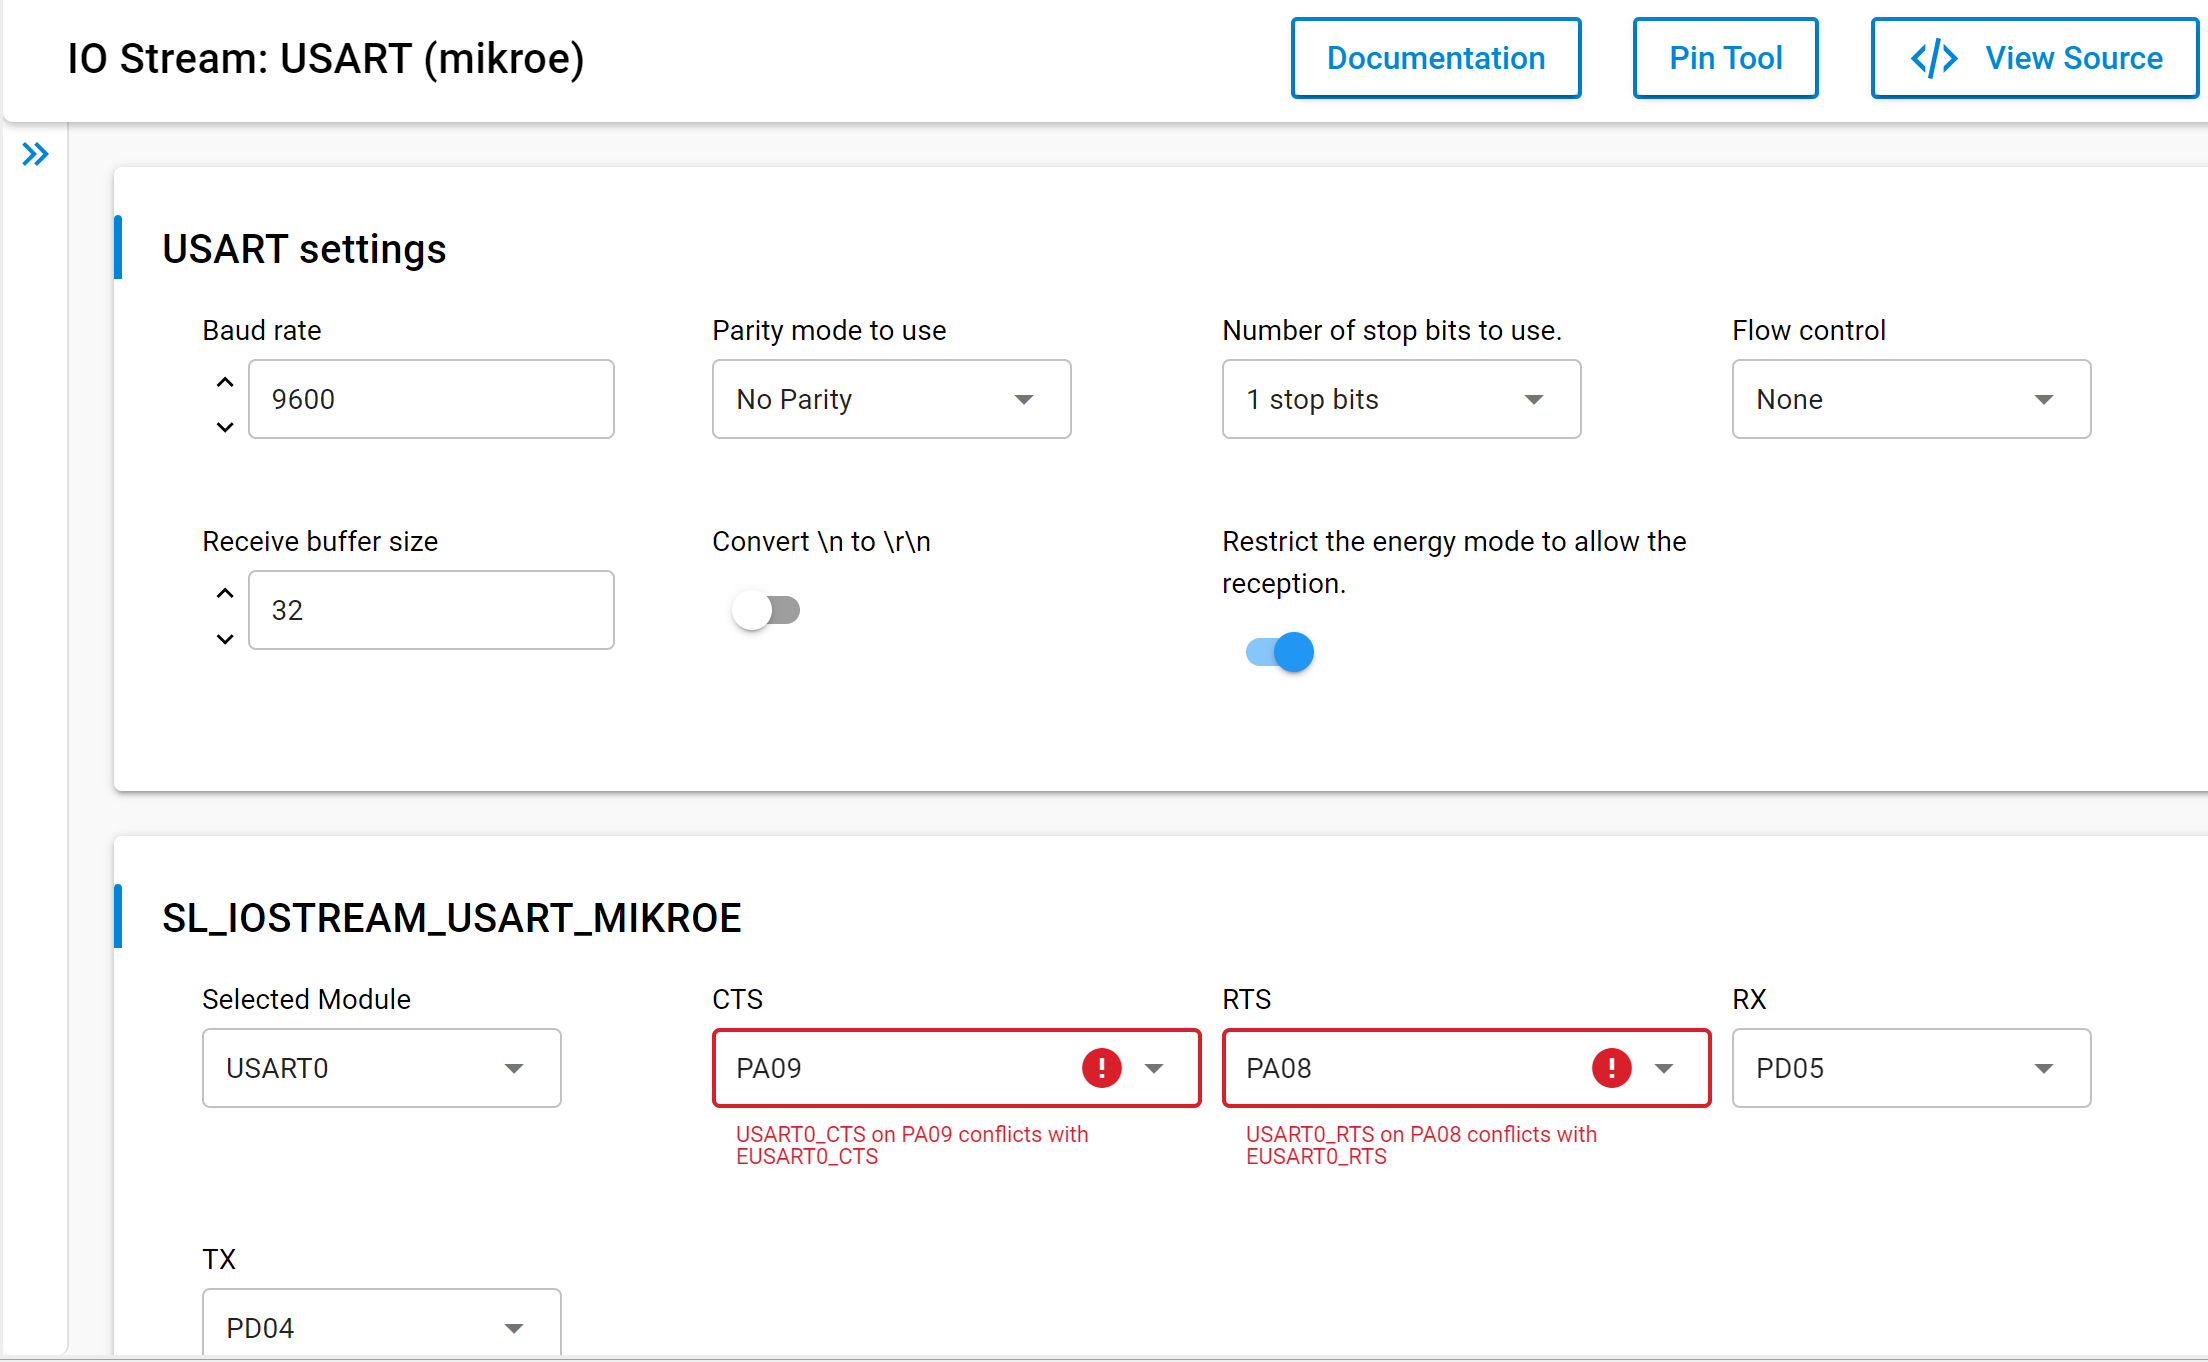 IO Stream: USART (mikroe)
Documentation
Pin Tool
</> View Source
USART settings
Baud rate
Parity mode to use
Number of stop bits to use.
Flow control
9600
No Parity
1 stop bits
None
Receive buffer size
Convert \n to \r\n
Restrict the energy mode to allow the
reception.
32
SL_IOSTREAM_USART_MIKROE
Selected Module
CTS
RTS
RX
USART0
PA09
PA08
PD05
USART0_CTS on PA09 conflicts with
EUSART0_CTS
USART0_RTS on PA08 conflicts with
EUSART0_RTS
TX
PD04